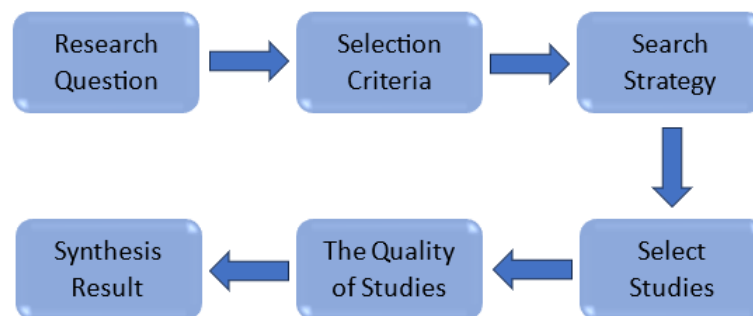 Research
Question
Selection
Criteria
Search
Strategy
Select
Studies
The Quality
of Studies
Synthesis
Result